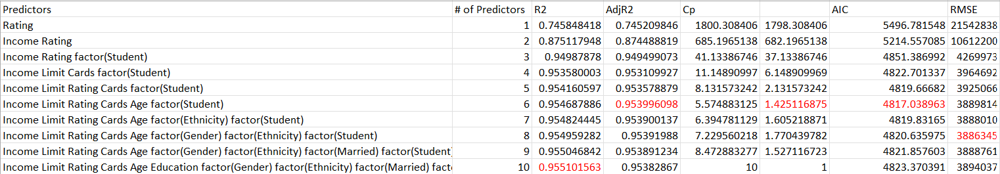 Predictors # of Predictors R2 AdjR2 Cp AIC RMSE
Rating 1 0.745848418 0.745209846 1800.308406 1798.308406 5496.781548 21542838
Income Rating 2 0.875117948 0.874488819 685.1965138 682.1965138 5214.557085 10612200
Income Rating factor(Student) 3 0.94987878 0.949499073 41.13386746 37.13386746 4851.386992 4269973
Income Limit Cards factor(Student) 4 0.953580003 0.953109927 11.14890997 6.148909969 4822.701337 3964692
Income Limit Rating Cards factor(Student) 5 0.954160597 0.953578879 8.131573242 2.131573242 4819.66682 3925066
Income Limit Rating Cards Age factor(Student) 6 0.954687886 0.953996098 5.574883125 1.425116875 4817.038963 3889814
Income Limit Rating Cards Age factor(Ethnicity) factor(Student) 7 0.954824445 0.953900137 6.394781129 1.605218871 4819.83165 3888010
Income Limit Rating Cards Age factor(Gender) factor(Ethnicity) factor(Student) 8 0.954959282 0.95391988 7.229560218 1.770439782 4820.635975 3886345
Income Limit Rating Cards Age factor(Gender) factor(Ethnicity) factor(Married) factor(Student 9 0.955046842 0.953891234 8.472883277 1.527116723 4821.857603 3888761
Income Limit Rating Cards Age Education factor(Gender) factor(Ethnicity) factor(Married) facto 10 0.955101563 0.95382867 10 1 4823.370391 3894037